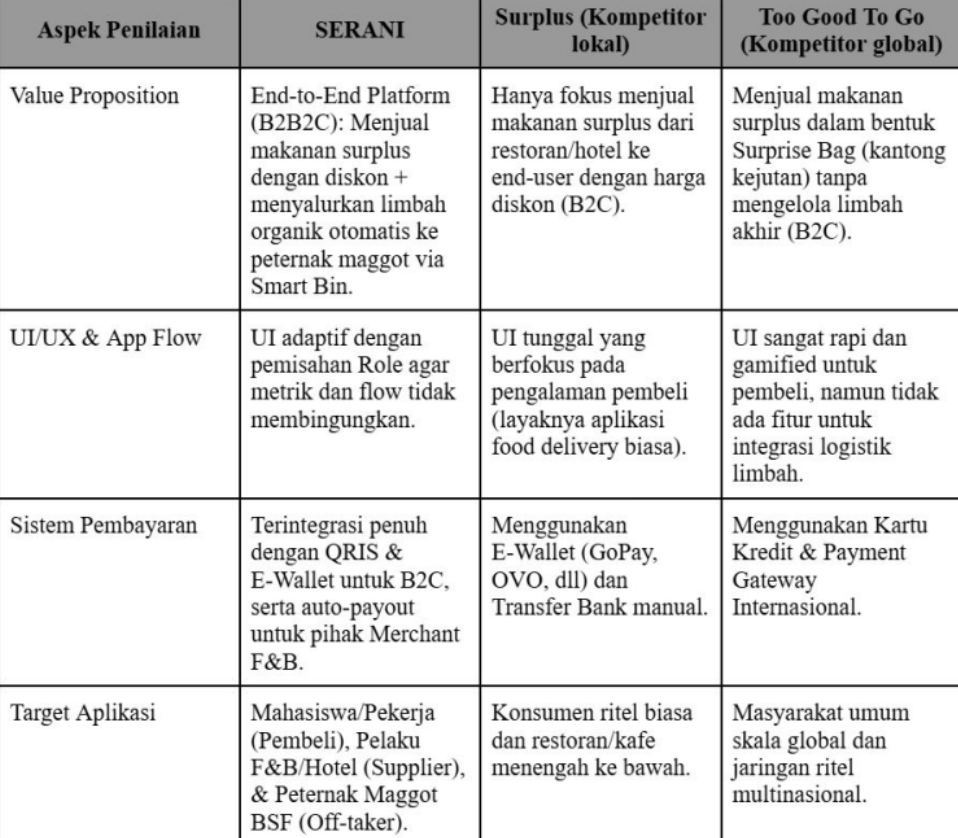 Aspek Penilaian
SERANI
Surplus (Kompetitor
lokal)
Too Good To Go
(Kompetitor global)
Value Proposition
End-to-End Platform
(B2B2C): Menjual
makanan surplus
dengan diskon +
menyalurkan limbah
organik otomatis ke
peternak maggot via
Smart Bin.
Hanya fokus menjual
makanan surplus dari
restoran/hotel ke
end-user dengan harga
diskon (B2C).
Menjual makanan
surplus dalam bentuk
Surprise Bag (kantong
kejutan) tanpa
mengelola limbah
akhir (B2C).
UI/UX & App Flow
UI adaptif dengan
pemisahan Role agar
metrik dan flow tidak
membingungkan.
UI tunggal yang
berfokus pada
pengalaman pembeli
(layaknya aplikasi
food delivery biasa).
UI sangat rapi dan
gamified untuk
pembeli, namun tidak
ada fitur untuk
integrasi logistik
limbah.
Sistem Pembayaran
Terintegrasi penuh
dengan QRIS &
E-Wallet untuk B2C,
serta auto-payout
untuk pihak Merchant
F&B.
Menggunakan
E-Wallet (GoPay,
OVO, dll) dan
Transfer Bank manual.
Menggunakan Kartu
Kredit & Payment
Gateway
Internasional.
Target Aplikasi
Mahasiswa/Pekerja
(Pembeli), Pelaku
F&B/Hotel (Supplier),
& Peternak Maggot
BSF (Off-taker).
Konsumen ritel biasa
dan restoran/kafe
menengah ke bawah.
Masyarakat umum
skala global dan
jaringan ritel
multinasional.